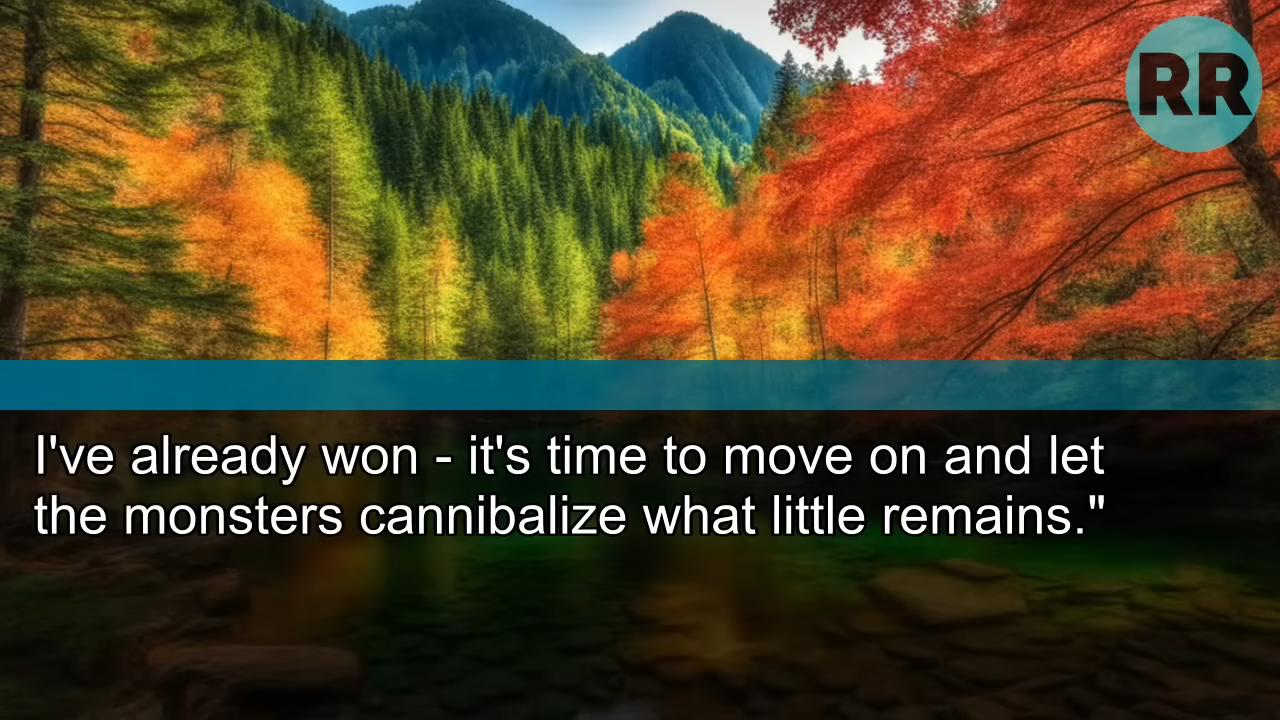 RR
I've already won - it's time to move on and let
the monsters cannibalize what little remains."